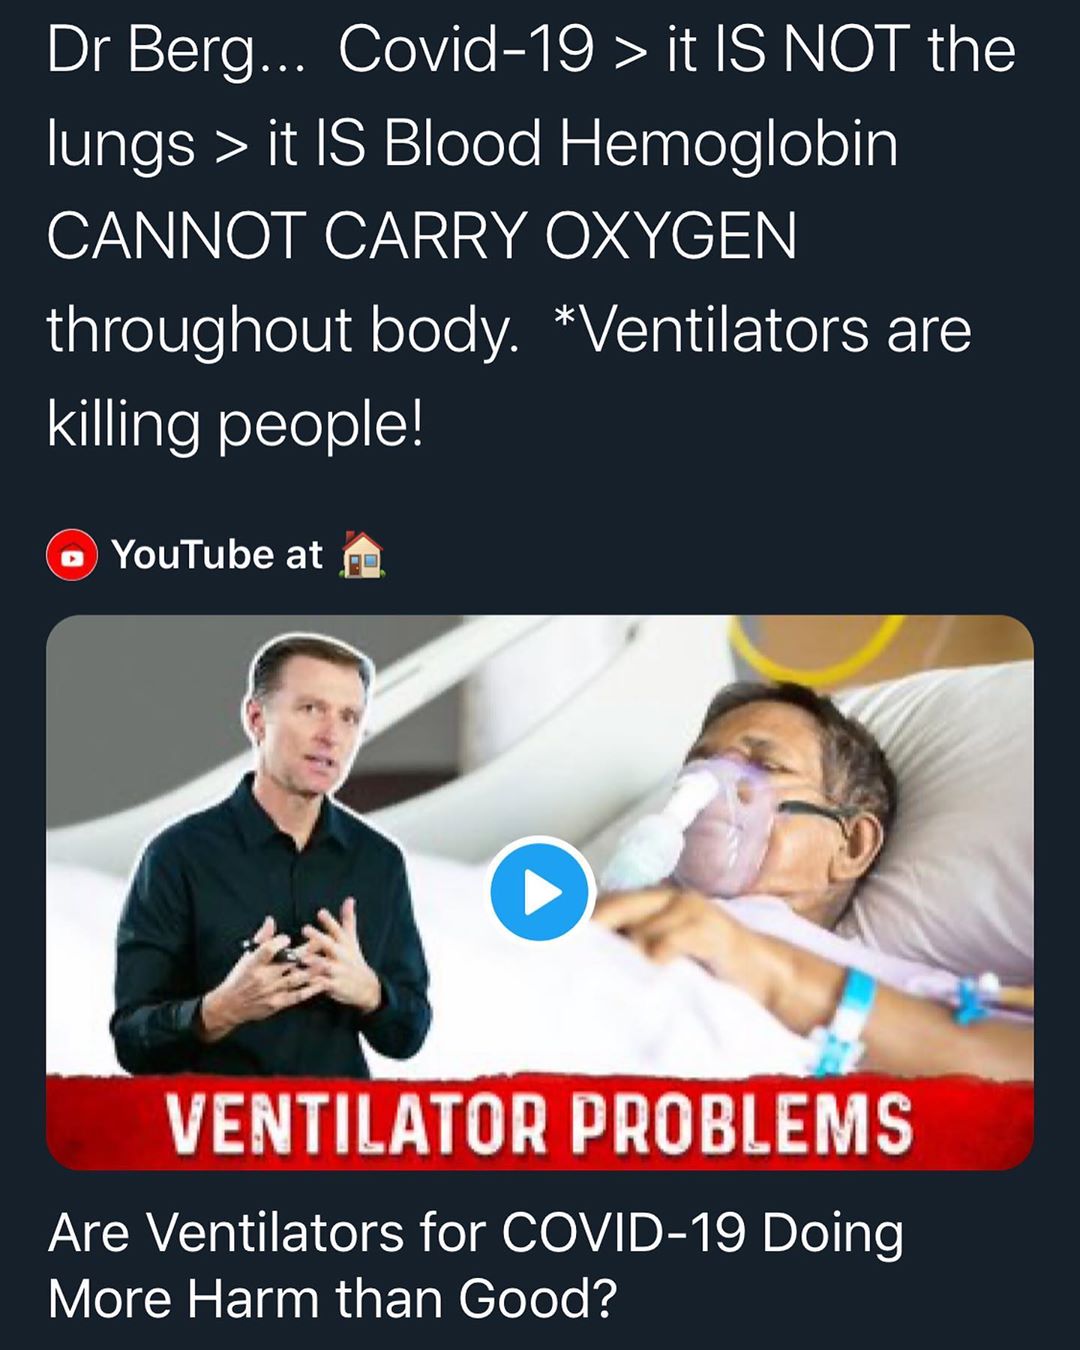 Dr Berg...  Covid-19 > it IS NOT the
lungs > it IS Blood Hemoglobin
CANNOT CARRY OXYGEN
throughout body.  *Ventilators are
killing people!
YouTube at 🏠
VENTILATOR PROBLEMS
Are Ventilators for COVID-19 Doing
More Harm than Good?